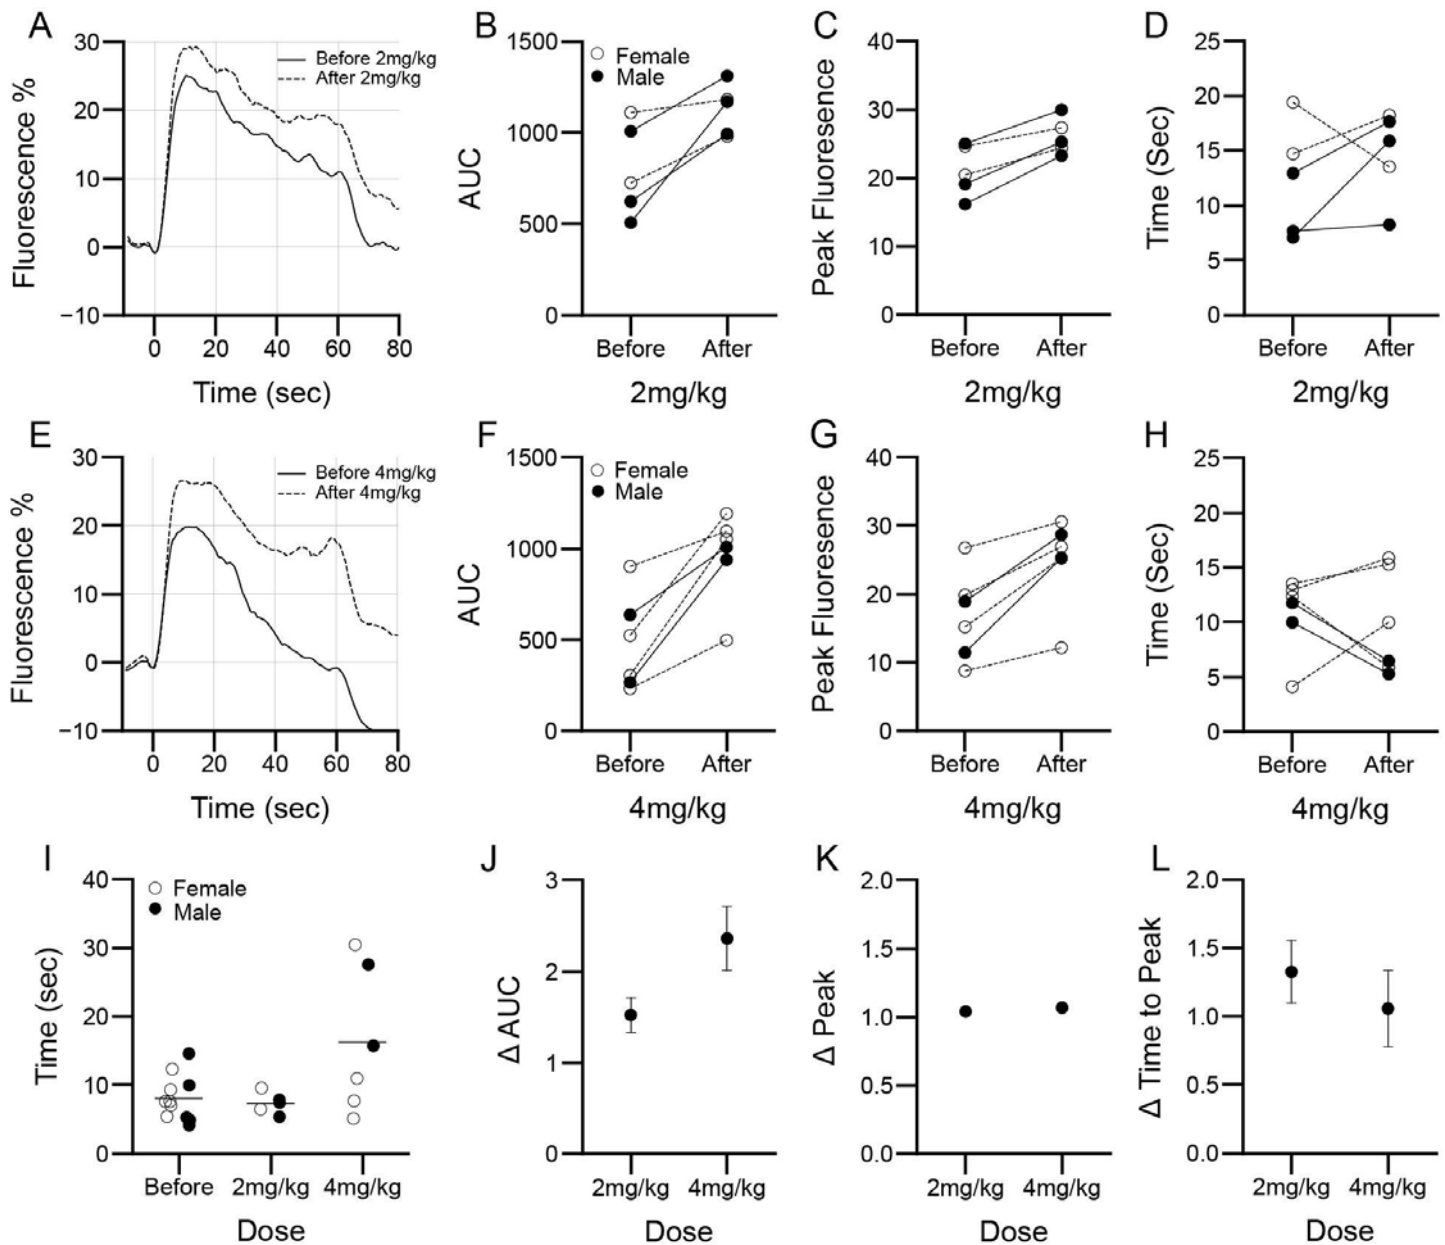 A
Fluorescence %
30
20
10
0
−10
Before 2mg/kg
After 2mg/kg
0 20 40 60 80
Time (sec)
B
AUC
1500
1000
500
0
Female
Male
Before After
2mg/kg
C
Peak Fluoresence
40
30
20
10
0
Before After
2mg/kg
D
Time (Sec)
25
20
15
10
5
0
Before After
2mg/kg
E
Fluorescence %
30
20
10
0
−10
Before 4mg/kg
After 4mg/kg
0 20 40 60 80
Time (sec)
F
AUC
1500
1000
500
0
Female
Male
Before After
4mg/kg
G
Peak Fluoresence
40
30
20
10
0
Before After
4mg/kg
H
Time (Sec)
25
20
15
10
5
0
Before After
4mg/kg
I
Time (sec)
40
30
20
10
0
Female
Male
Before 2mg/kg 4mg/kg
Dose
J
Δ AUC
3
2
1
0
2mg/kg 4mg/kg
Dose
K
Δ Peak
2.0
1.5
1.0
0.5
0.0
2mg/kg 4mg/kg
Dose
L
Δ Time to Peak
2.0
1.5
1.0
0.5
0.0
2mg/kg 4mg/kg
Dose